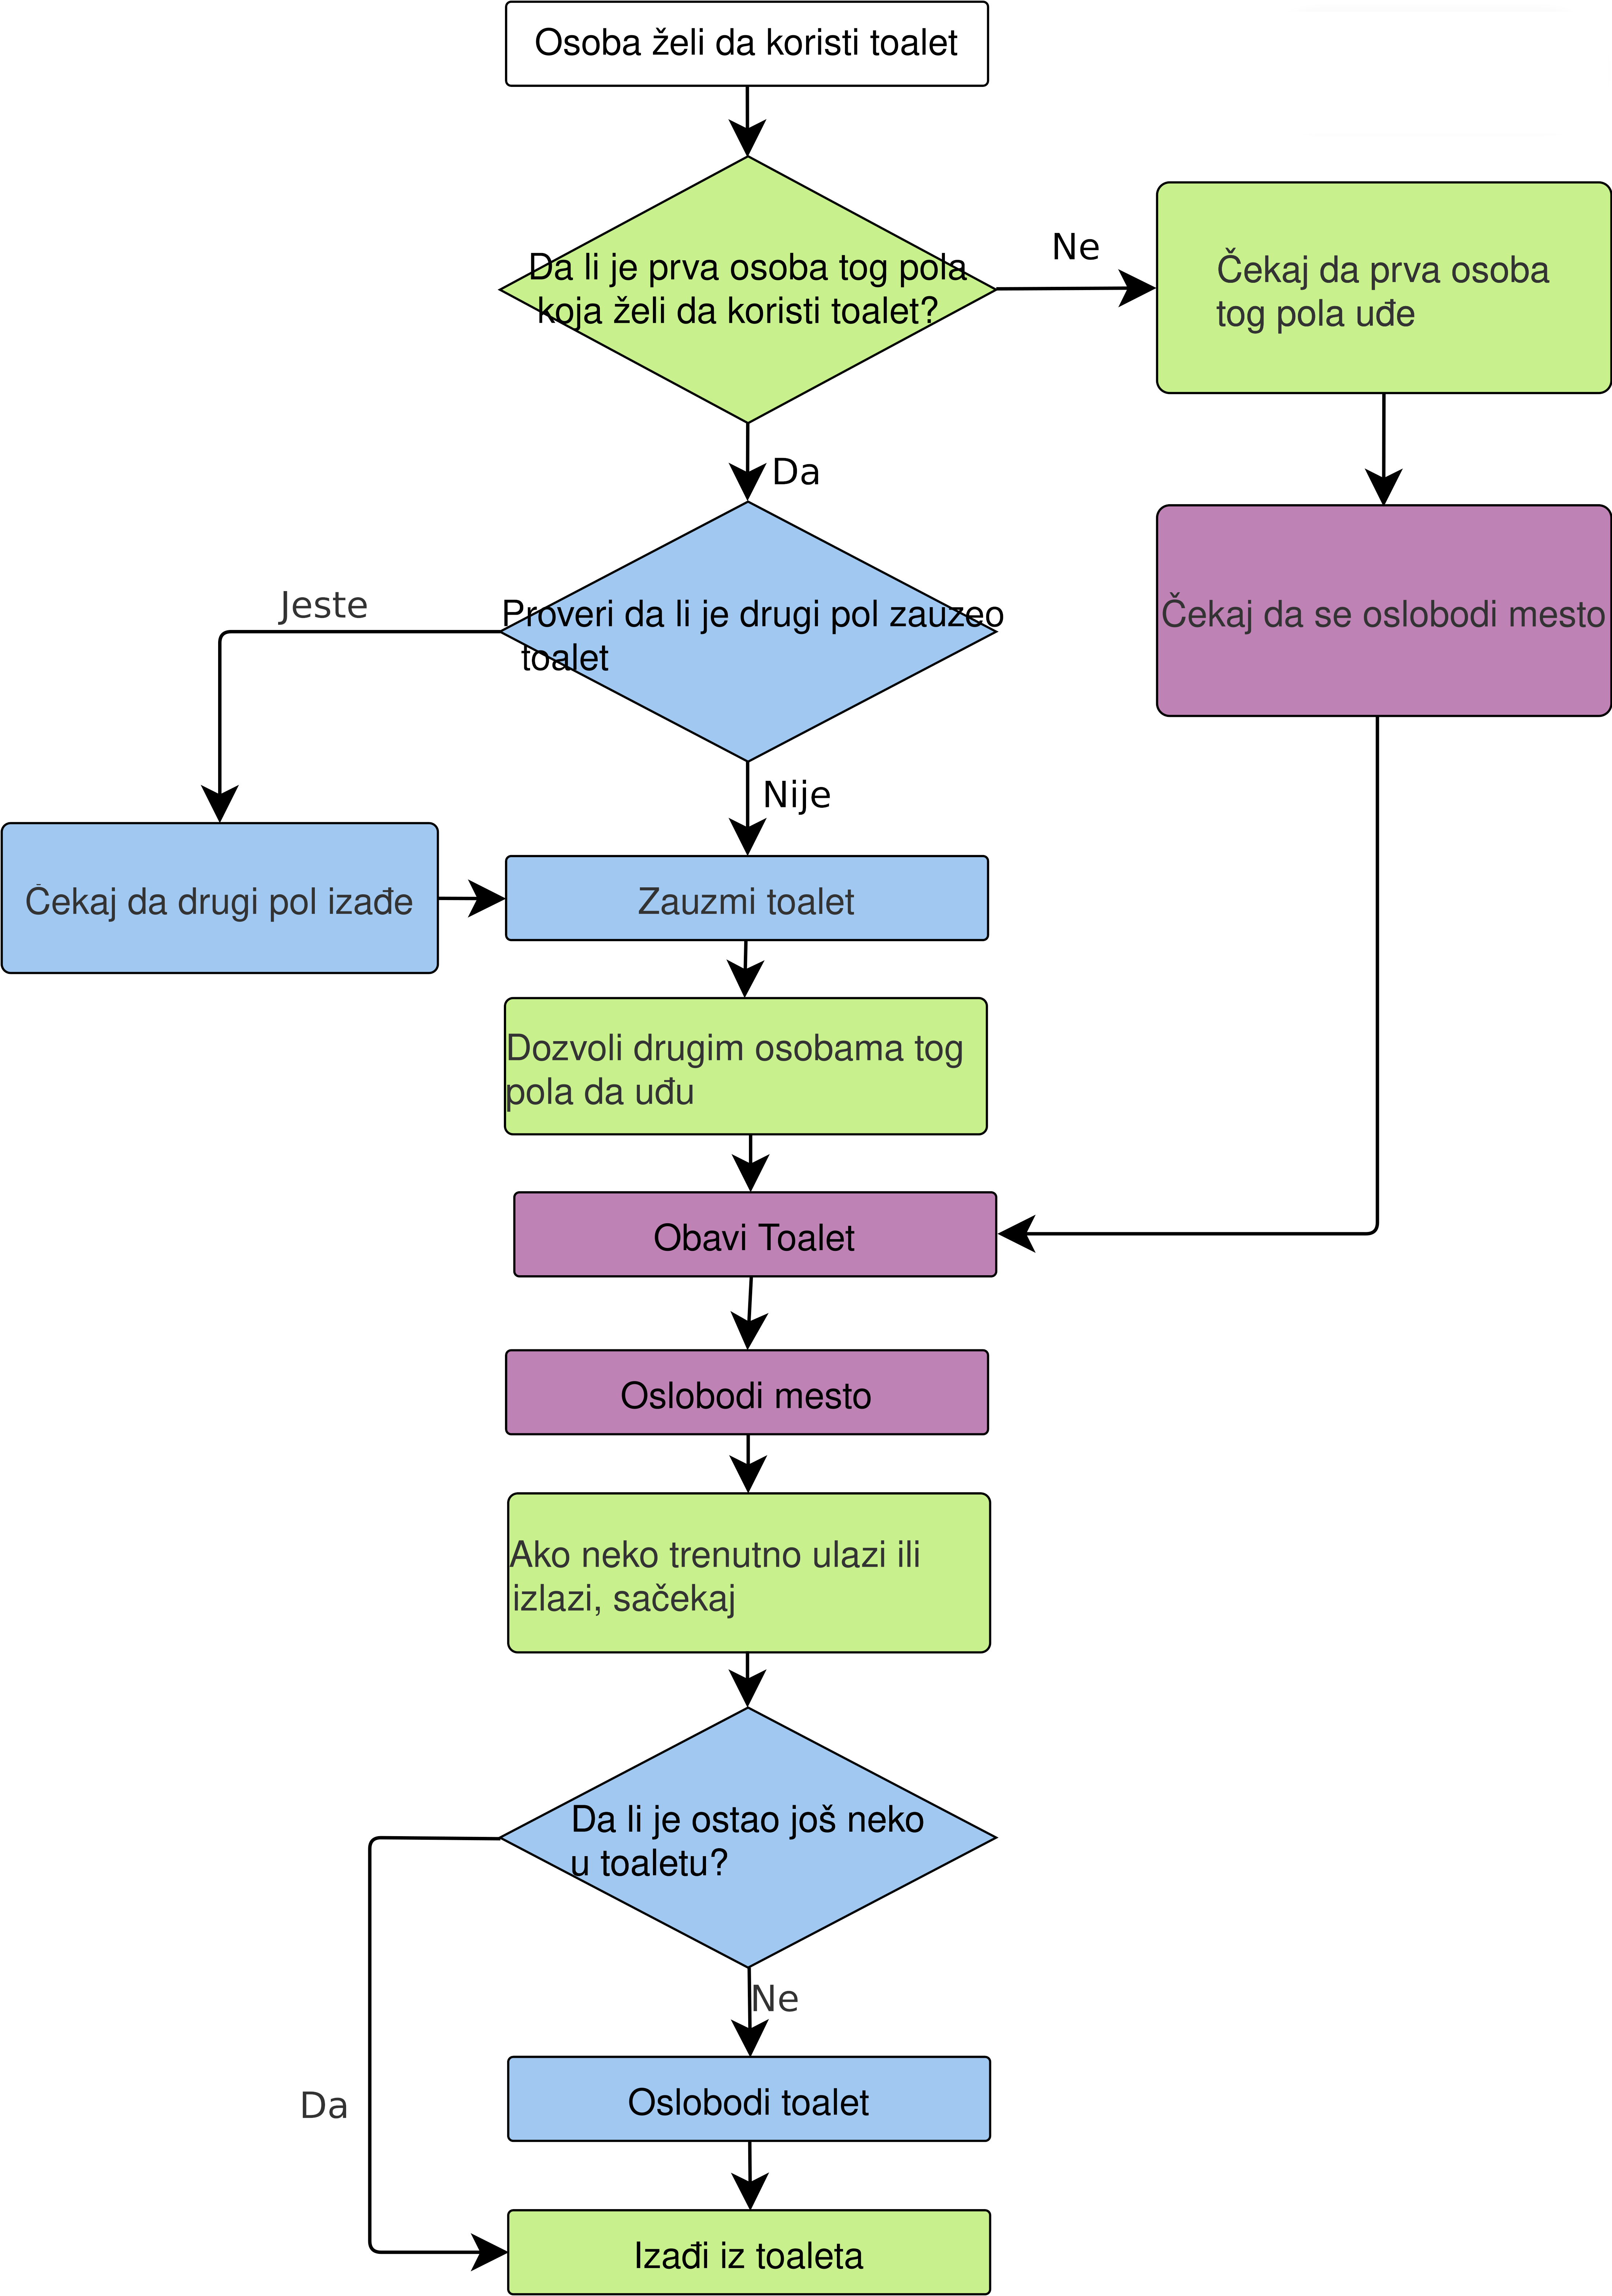 Osoba želi da koristi toalet
Da li je prva osoba tog pola
koja želi da koristi toalet?
Ne
Čekaj da prva osoba
tog pola uđe
Da
Jeste
Proveri da li je drugi pol zauzeo
toalet
Čekaj da se oslobodi mesto
Nije
Čekaj da drugi pol izađe
Zauzmi toalet
Dozvoli drugim osobama tog
pola da uđu
Obavi Toalet
Oslobodi mesto
Ako neko trenutno ulazi ili
izlazi, sačekaj
Da li je ostao još neko
u toaletu?
Ne
Da
Oslobodi toalet
Izađi iz toaleta